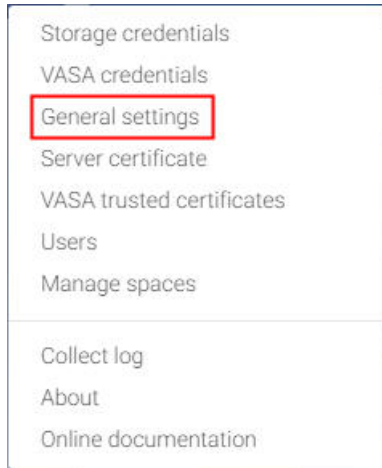 Storage credentials
VASA credentials
General settings
Server certificate
VASA trusted certificates
Users
Manage spaces
Collect log
About
Online documentation